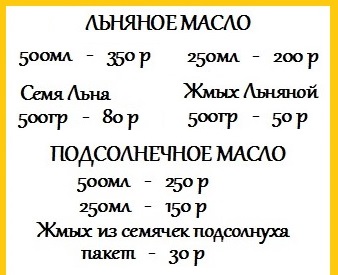 ЛЬНЯНОЕ МАСЛО
500мл - 350 р 250мл - 200 р
Семя Льна Жмых Льняной
500гр - 80 р 500гр - 50 р
ПОДСОЛНЕЧНОЕ МАСЛО
500мл - 250 р
250мл - 150 р
Жмых из семячек подсолнуха
пакет - 30 р